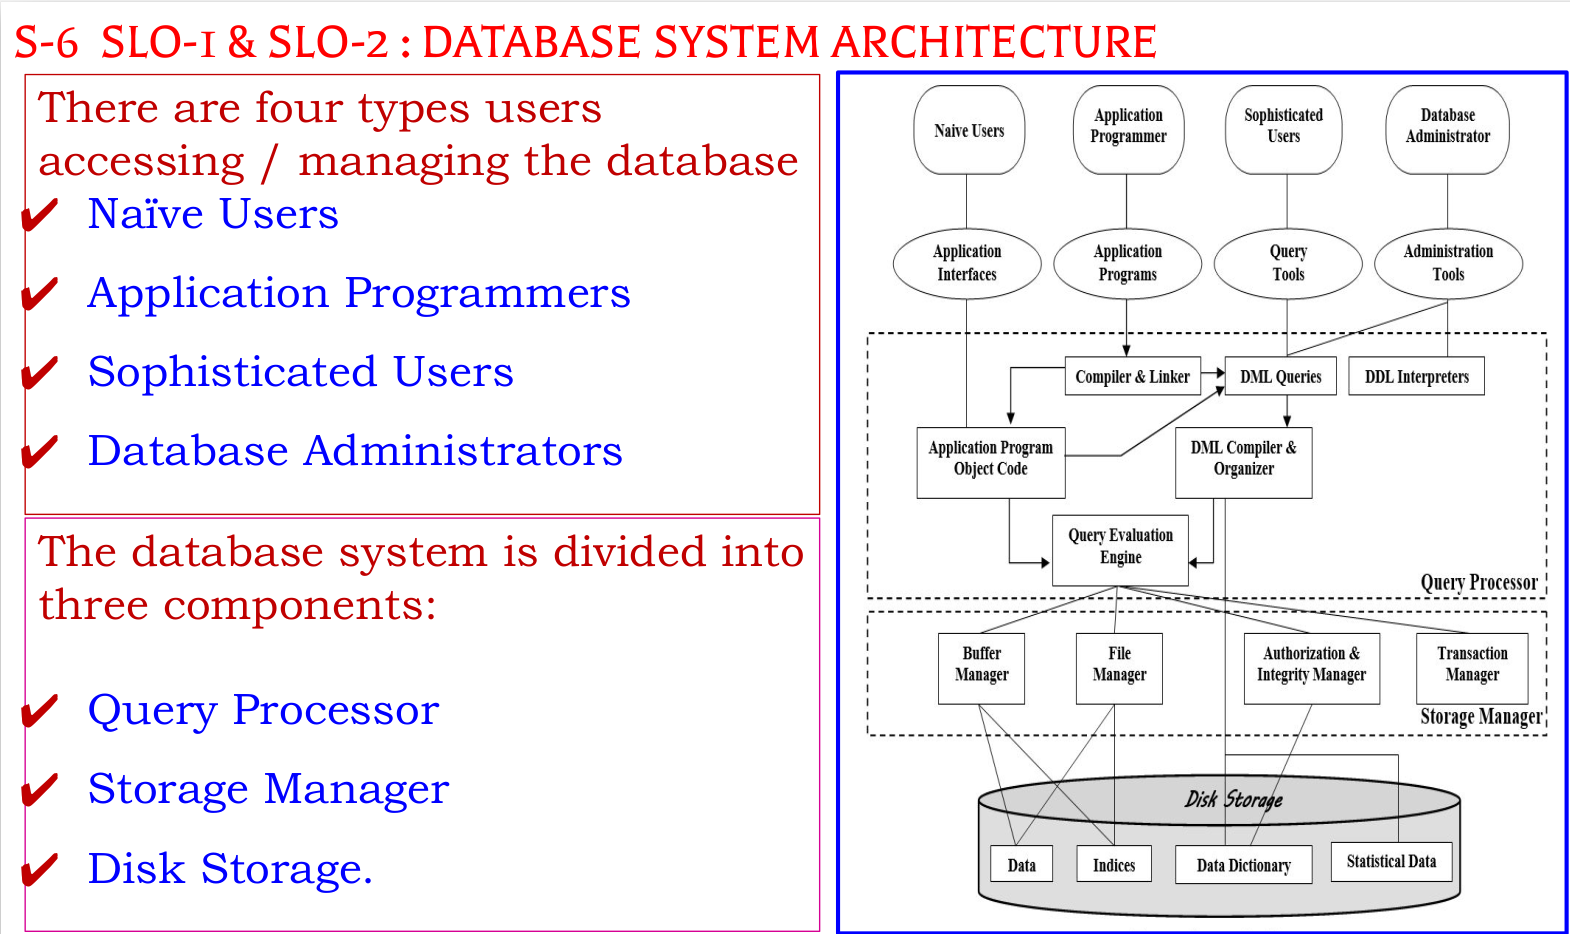 S-6 SLO-1 & SLO-2 : DATABASE SYSTEM ARCHITECTURE
There are four types users
accessing / managing the database
✔ Naïve Users
✔ Application Programmers
✔ Sophisticated Users
✔ Database Administrators
The database system is divided into
three components:
✔ Query Processor
✔ Storage Manager
✔ Disk Storage.
Naive Users
Application
Programmer
Sophisticated
Users
Database
Administrator
Application
Interfaces
Application
Programs
Query
Tools
Administration
Tools
Compiler & Linker
DML Queries
DDL Interpreters
Application Program
Object Code
DML Compiler &
Organizer
Query Evaluation
Engine
Query Processor
Buffer
Manager
File
Manager
Authorization &
Integrity Manager
Transaction
Manager
Storage Manager
Disk Storage
Data
Indices
Data Dictionary
Statistical Data